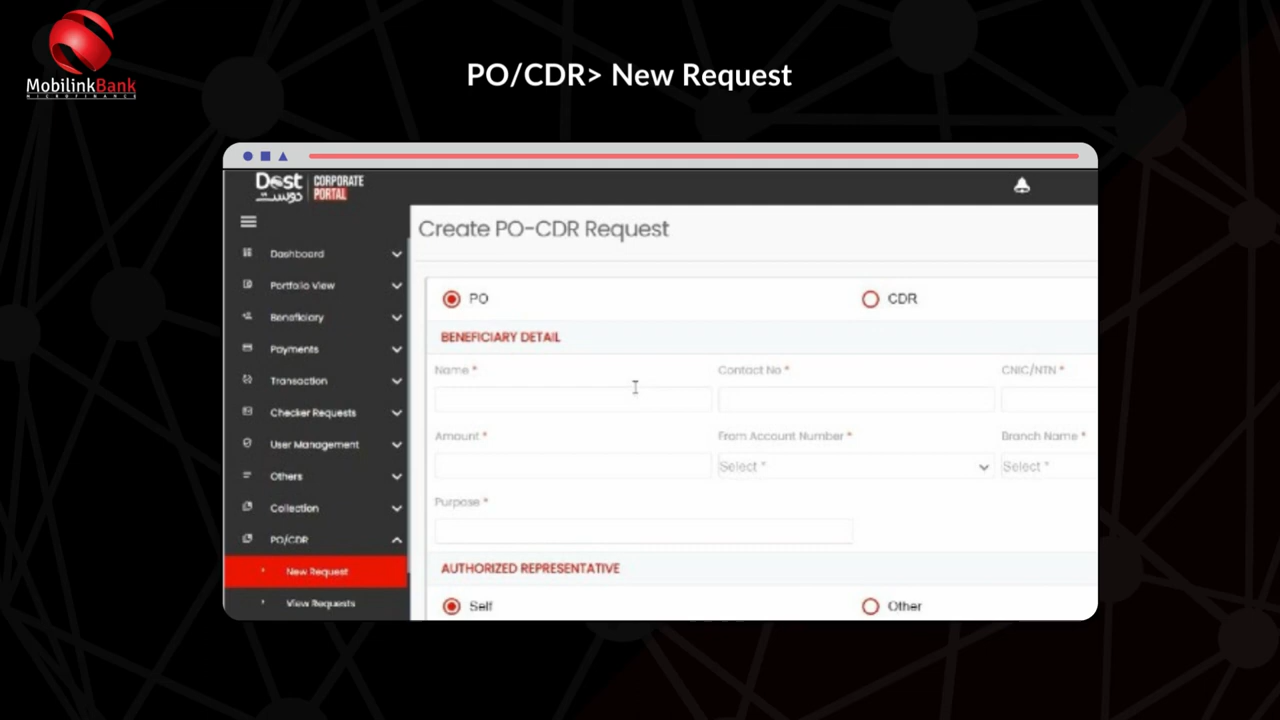 MobilinkBank
MICROFINANCE
PO/CDR> New Request
Dost
دوست
CORPORATE
PORTAL
Dashboard
Portfolio View
Beneficiary
Payments
Transaction
Checker Requests
User Management
Others
Collection
PO/CDR
New Request
View Requests
Create PO-CDR Request
PO
CDR
BENEFICIARY DETAIL
Name *
Contact No *
CNIC/NTN *
Amount *
From Account Number *
Branch Name *
Select *
Select *
Purpose *
AUTHORIZED REPRESENTATIVE
Self
Other